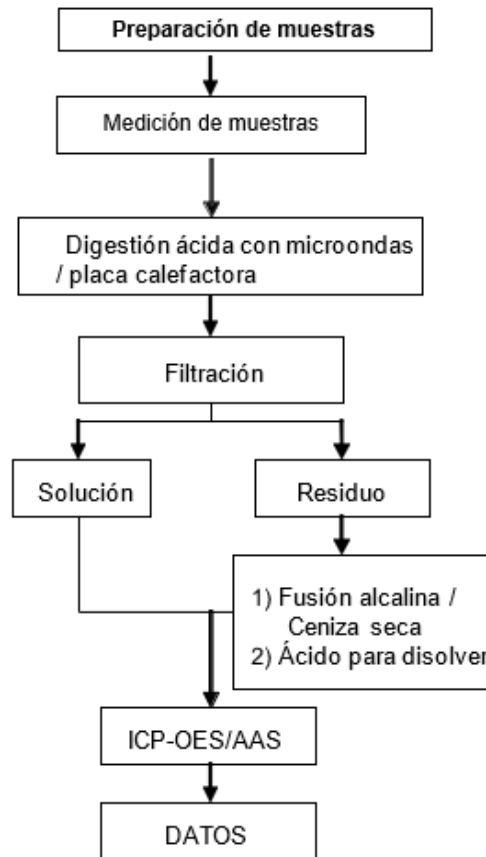 Preparación de muestras
Medición de muestras
Digestión ácida con microondas
/ placa calefactora
Filtración
Solución
Residuo
1) Fusión alcalina /
Ceniza seca
2) Ácido para disolver
ICP-OES/AAS
DATOS